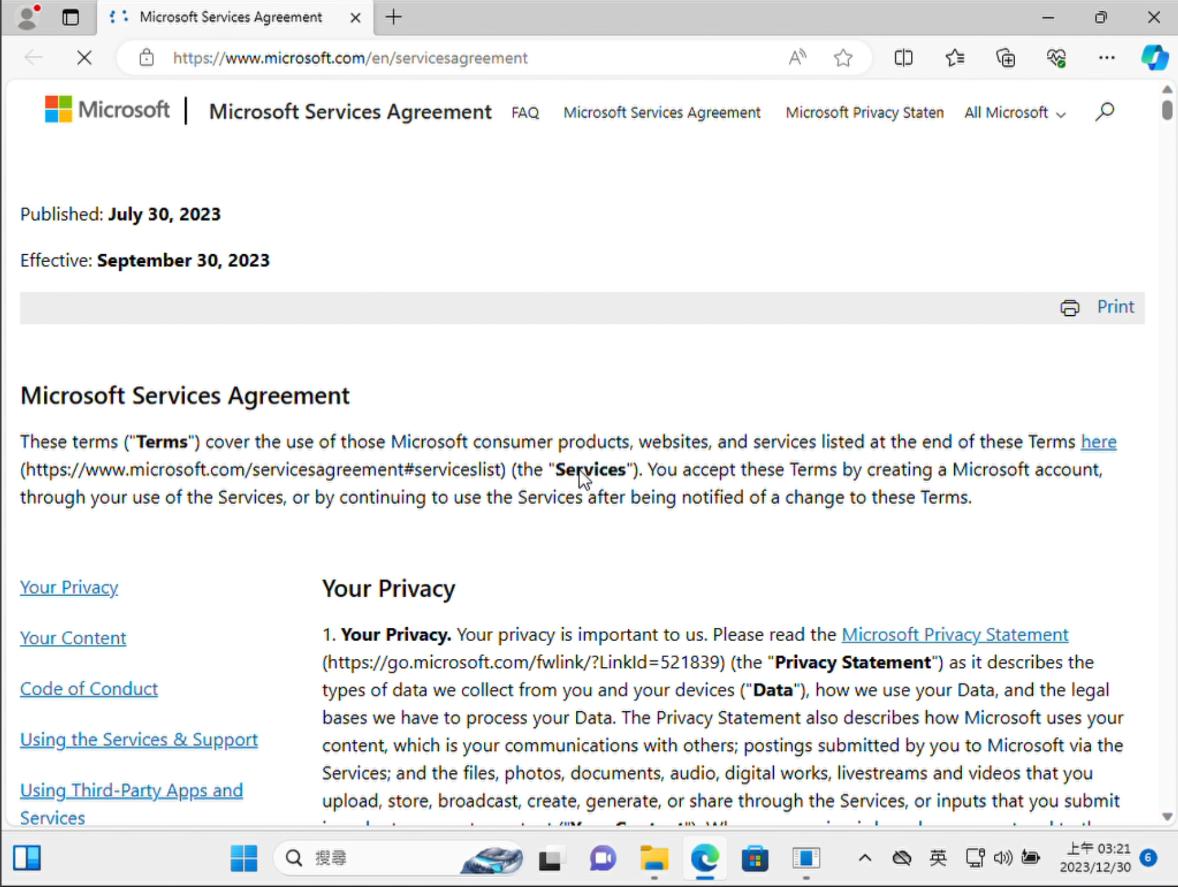 Microsoft Services Agreement
https://www.microsoft.com/en/servicesagreement
Microsoft
Microsoft Services Agreement
FAQ
Microsoft Services Agreement
Microsoft Privacy Staten
All Microsoft
Published: July 30, 2023
Effective: September 30, 2023
Print
Microsoft Services Agreement
These terms ("Terms") cover the use of those Microsoft consumer products, websites, and services listed at the end of these Terms here
(https://www.microsoft.com/servicesagreement#serviceslist) (the "Services"). You accept these Terms by creating a Microsoft account,
through your use of the Services, or by continuing to use the Services after being notified of a change to these Terms.
Your Privacy
Your Content
Code of Conduct
Using the Services & Support
Using Third-Party Apps and
Services
Your Privacy
1. Your Privacy. Your privacy is important to us. Please read the Microsoft Privacy Statement
(https://go.microsoft.com/fwlink/?LinkId=521839) (the "Privacy Statement") as it describes the
types of data we collect from you and your devices ("Data"), how we use your Data, and the legal
bases we have to process your Data. The Privacy Statement also describes how Microsoft uses your
content, which is your communications with others; postings submitted by you to Microsoft via the
Services; and the files, photos, documents, audio, digital works, livestreams and videos that you
upload, store, broadcast, create, generate, or share through the Services, or inputs that you submit
搜尋
英
上午 03:21
2023/12/30
6